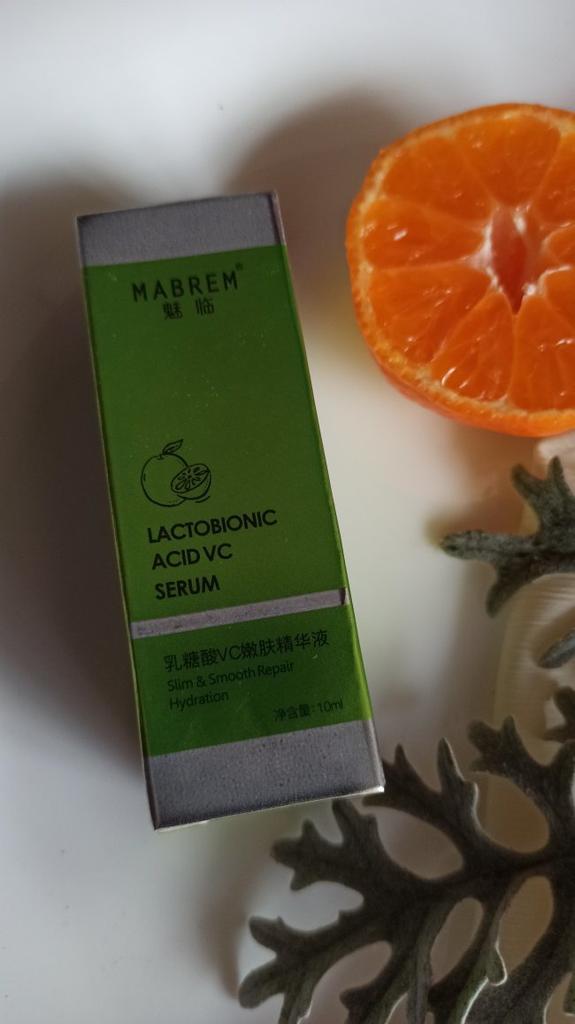 MABREM®
魅临
LACTOBIONIC
ACID VC
SERUM
乳糖酸VC嫩肤精华液
Slim & Smooth Repair
Hydration
净含量:10ml